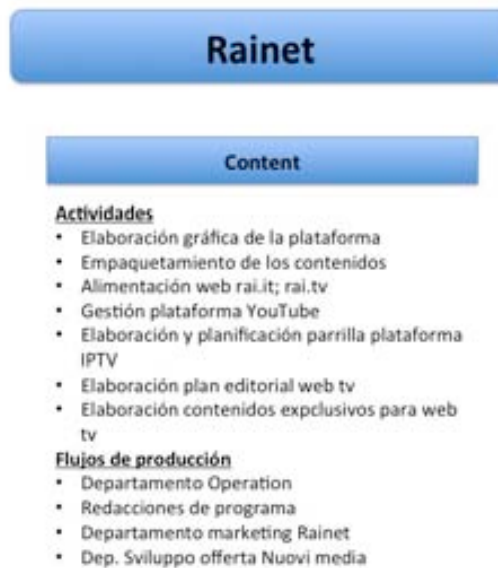 Rainet
Content
Actividades
• Elaboración gráfica de la plataforma
• Empaquetamiento de los contenidos
• Alimentación web rai.it; rai.tv
• Gestión plataforma YouTube
• Elaboración y planificación parrilla plataforma
IPTV
• Elaboración plan editorial web tv
• Elaboración contenidos expclusivos para web
tv
Flujos de producción
• Departamento Operation
• Redacciones de programa
• Departamento marketing Rainet
• Dep. Sviluppo offerta Nuovi media